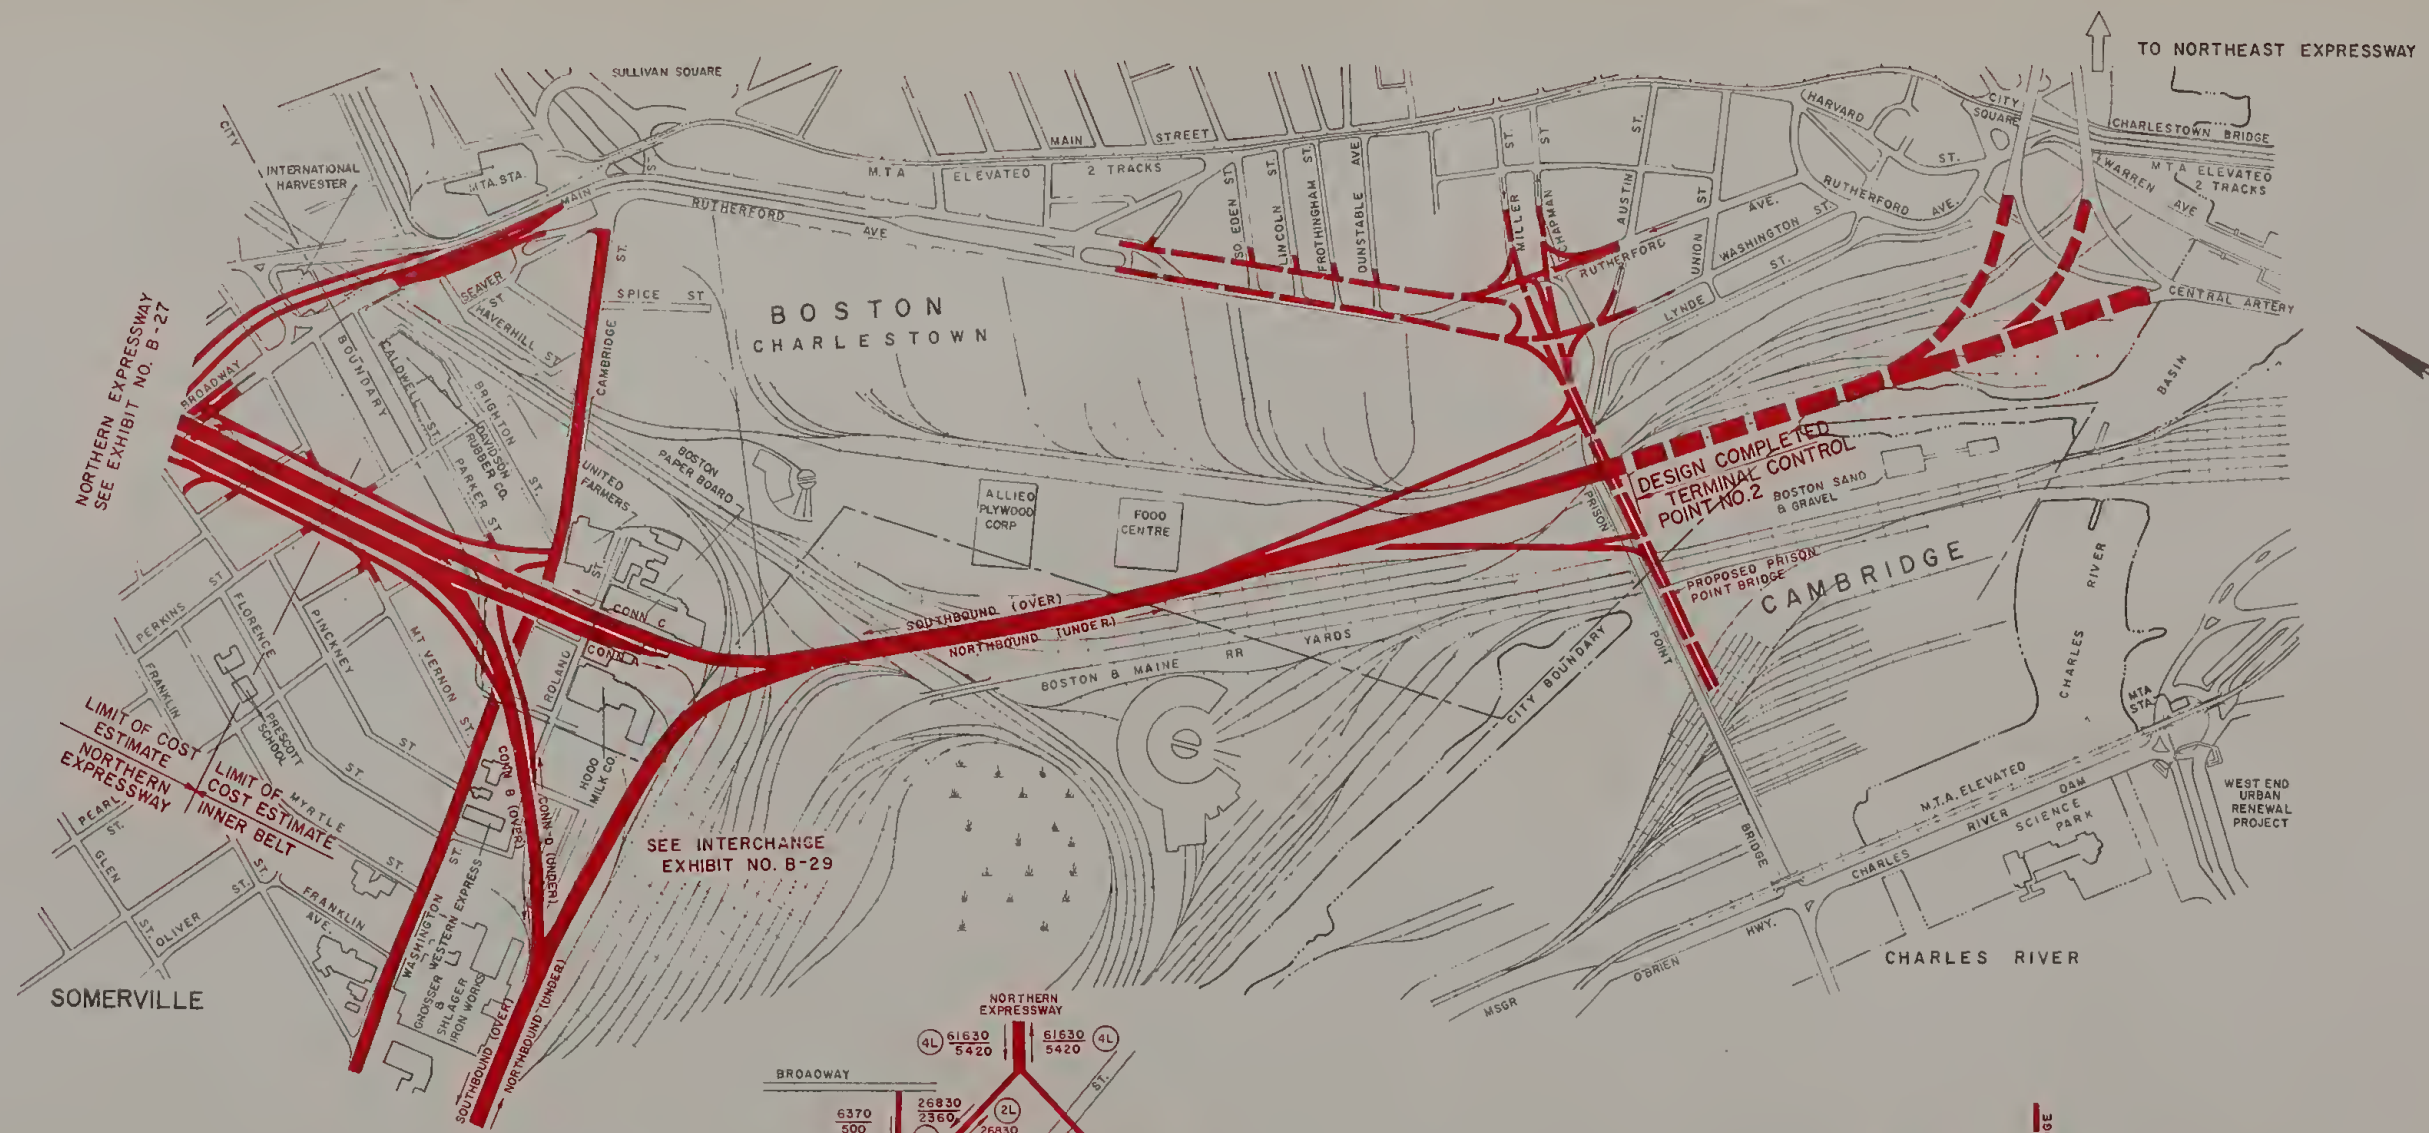 TO NORTHEAST EXPRESSWAY
SULLIVAN SQUARE
CITY
INTERNATIONAL
HARVESTER
M.T.A. STA.
MAIN
ST.
RUTHERFORD
AVE
M.T.A
ELEVATED
2 TRACKS
MAIN
STREET
SO. EDEN ST.
LINCOLN ST.
FROTHINGHAM ST.
DUNSTABLE AVE
MILLER ST.
CHAPMAN ST
AUSTIN ST.
UNION ST
RUTHERFORD
AVE.
WASHINGTON ST.
LYNDE
ST.
HARVARD
ST.
RUTHERFORD AVE.
CITY
SQUARE
CHARLESTOWN BRIDGE
M.T.A ELEVATED
2 TRACKS
WARREN
AVE
CENTRAL ARTERY
BASIN
NORTHERN EXPRESSWAY
SEE EXHIBIT NO. B-27
BROADWAY
BOUNDARY
CALDWELL ST.
BRIGHTON
ST.
DAVIDSON
RUBBER CO.
PARKER ST
SEAVER
ST
HAVERHILL ST
CAMBRIDGE
ST.
SPICE ST
BOSTON
CHARLESTOWN
BOSTON
PAPER BOARD
UNITED
FARMERS
ALLIED
PLYWOOD
CORP
FOOD
CENTRE
DESIGN COMPLETED
TERMINAL CONTROL
POINT NO. 2
BOSTON SAND
& GRAVEL
PRISON
POINT
BRIDGE
PROPOSED PRISON
POINT BRIDGE
CAMBRIDGE
CHARLES RIVER
SOUTHBOUND (OVER)
NORTHBOUND (UNDER)
BOSTON & MAINE RR YARDS
CITY BOUNDARY
CONN C
CONN A
ROLAND
ST
PERKINS ST
FLORENCE
ST
PINCKNEY
ST
MT VERNON ST.
FRANKLIN
PRESCOTT
SCHOOL
LIMIT OF COST
ESTIMATE
NORTHERN
EXPRESSWAY
LIMIT OF
COST ESTIMATE
INNER BELT
PEARL
ST.
MYRTLE
ST.
GLEN
ST.
OLIVER
ST.
FRANKLIN
AVE.
ST.
CONN B (OVER)
CONN D (UNDER)
HOOD
MILK CO.
SEE INTERCHANGE
EXHIBIT NO. B-29
WASHINGTON
ST.
WESTERN EXPRESS
GROISSER
&
SHLAGER
IRON WORKS
SOMERVILLE
SOUTHBOUND (OVER)
NORTHBOUND (UNDER)
MTA
STA.
M.T.A. ELEVATED
CHARLES RIVER DAM
SCIENCE
PARK
WEST END
URBAN
RENEWAL
PROJECT
MSGR
O'BRIEN
HWY.
CHARLES RIVER
NORTHERN
EXPRESSWAY
4L 61630
5420
61630 4L
5420
BROADWAY
ST.
6370
500
26830
2360
2L
26830